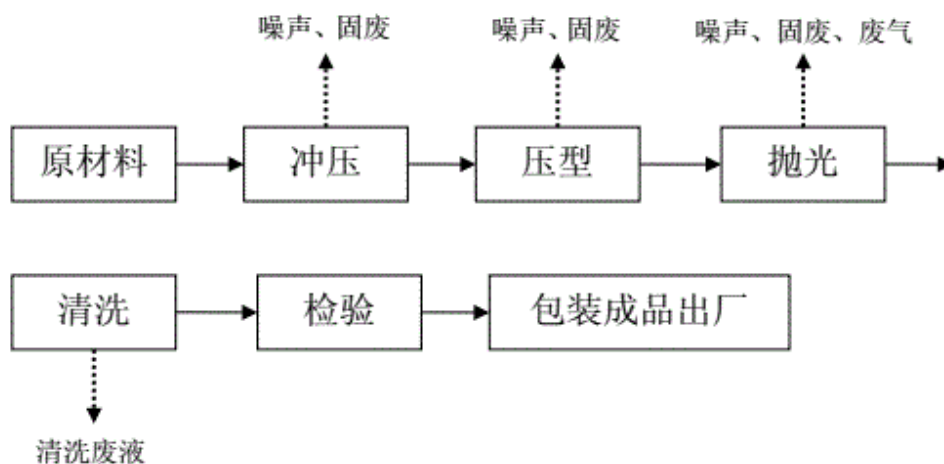 噪声、固废 噪声、固废 噪声、固废、废气
原材料 冲压 压型 抛光
清洗 检验 包装成品出厂
清洗废液